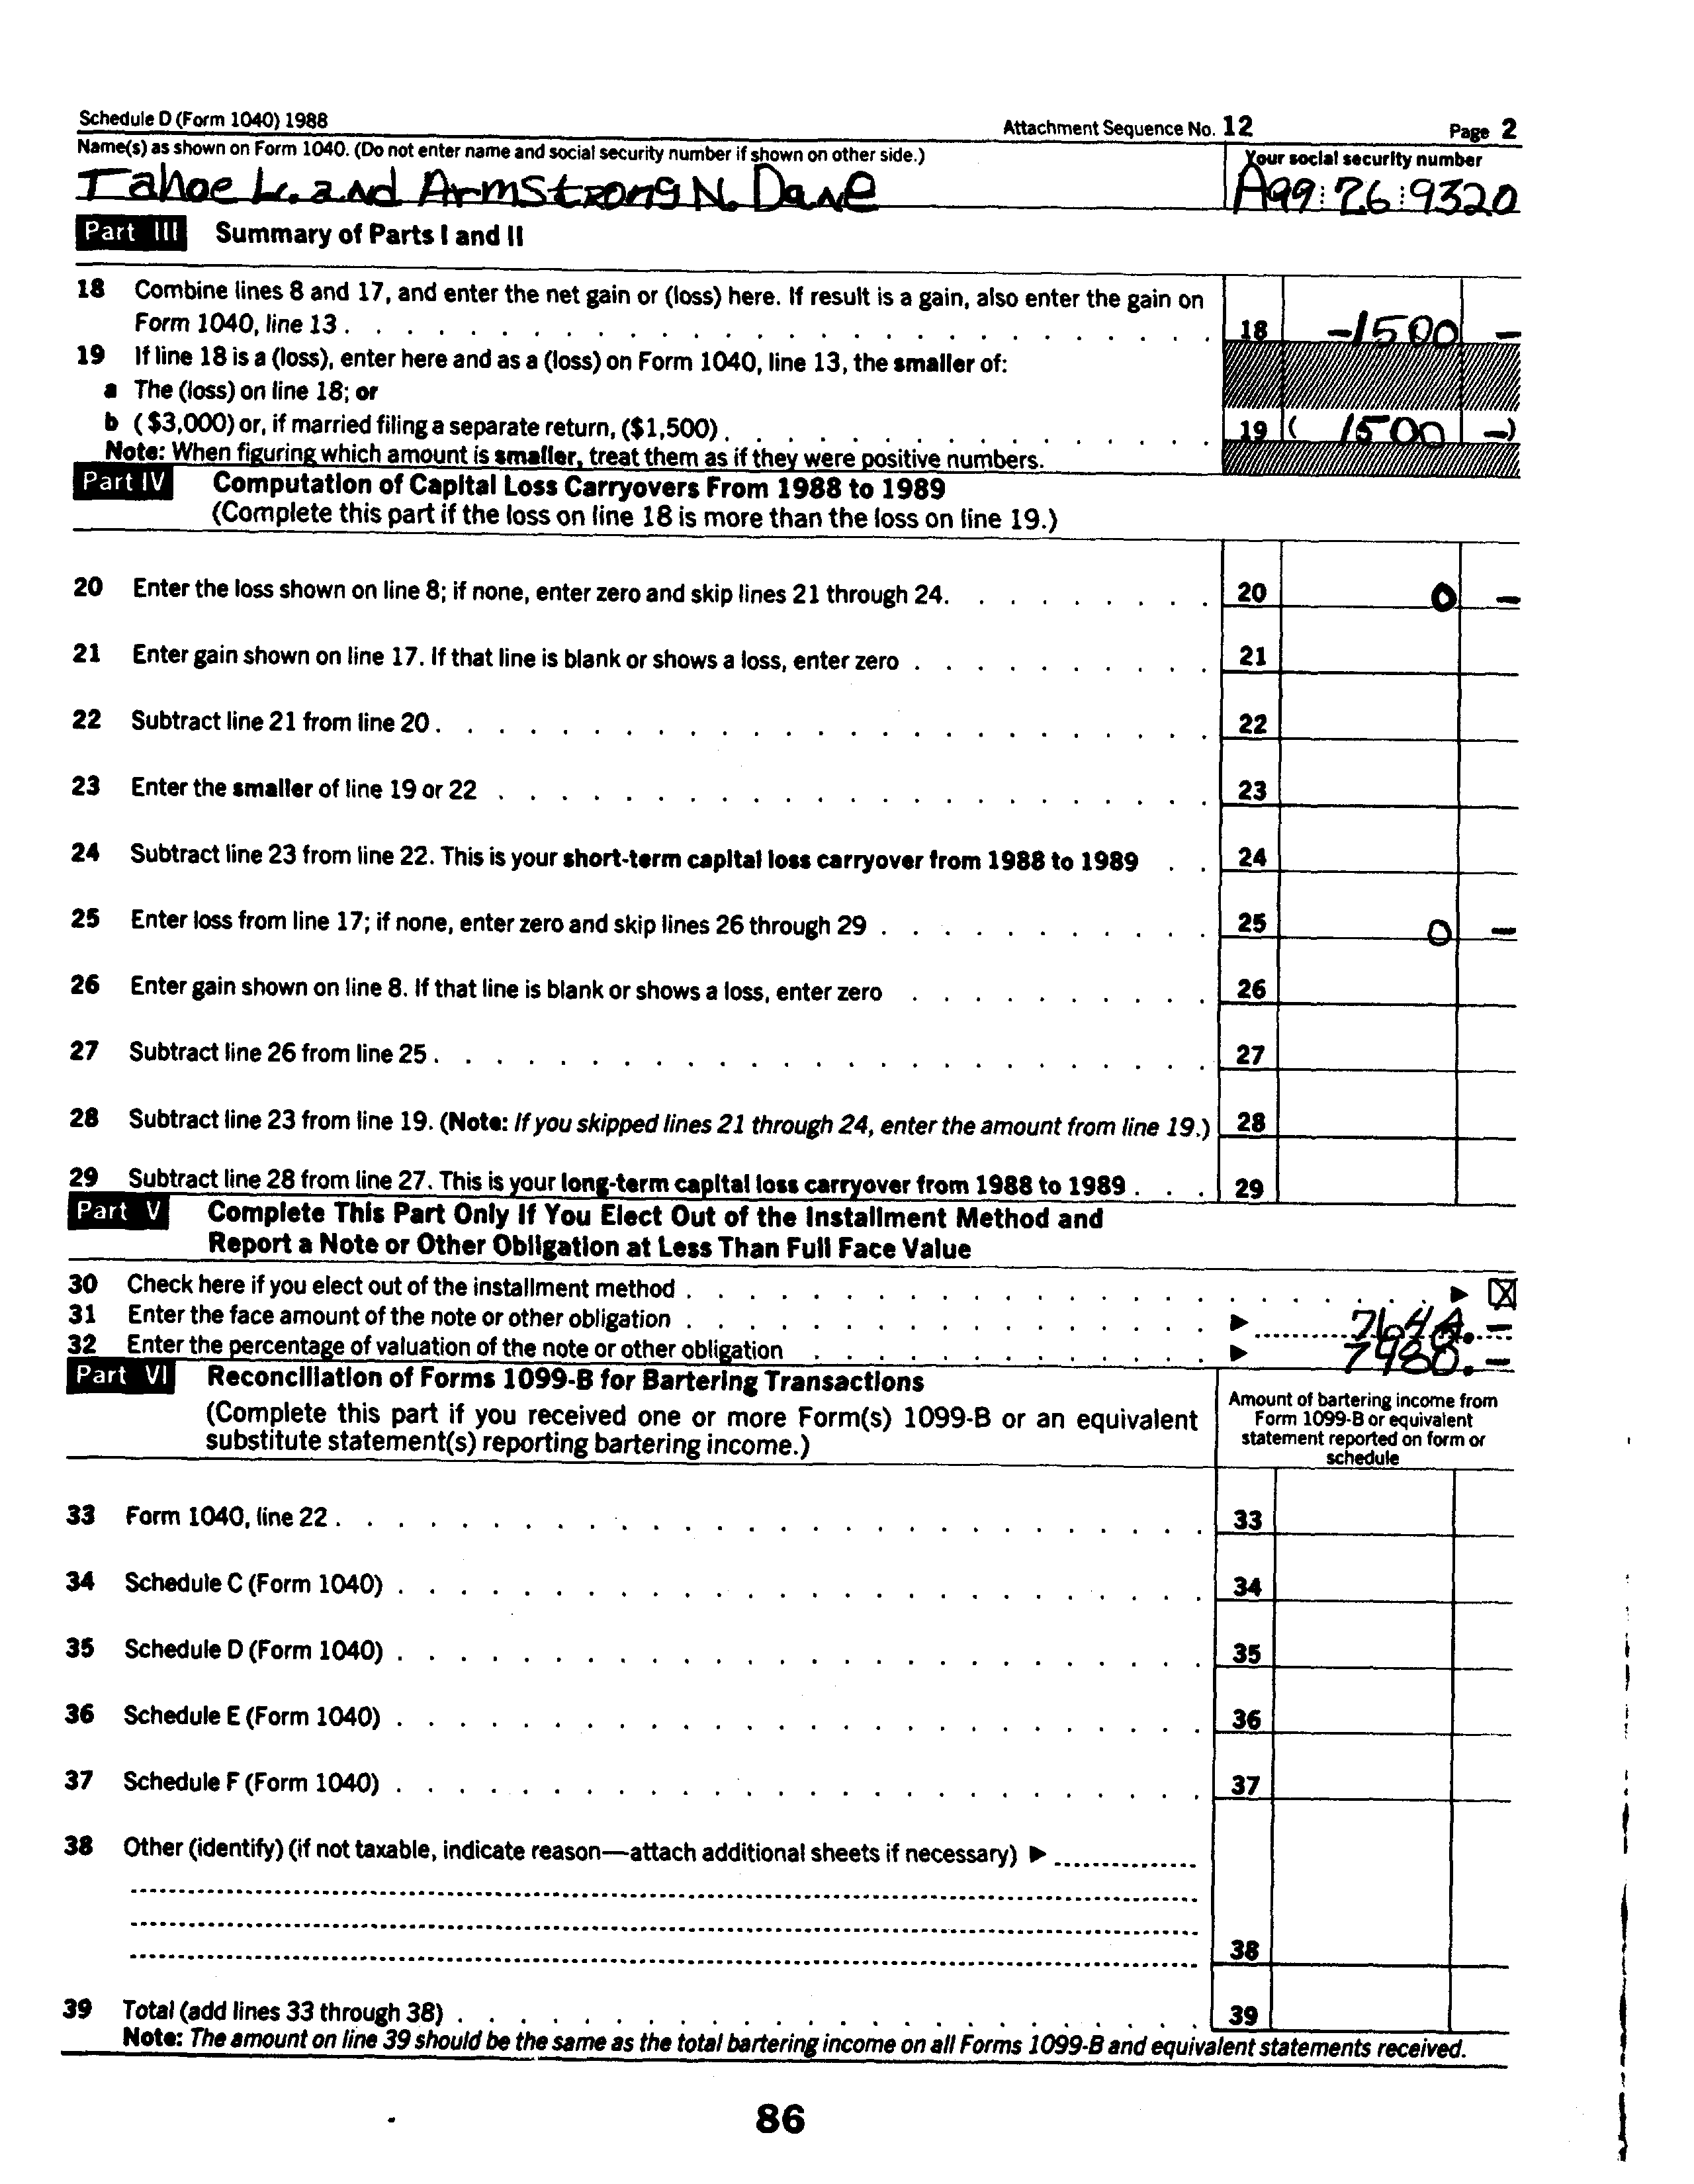 Schedule D (Form 1040) 1988 Attachment Sequence No. 12 Page 2
Name(s) as shown on Form 1040. (Do not enter name and social security number if shown on other side.) Your social security number
Tahoe L. and Armstrong N. Dane A99:26:9320
Part III Summary of Parts I and II
18 Combine lines 8 and 17, and enter the net gain or (loss) here. If result is a gain, also enter the gain on
Form 1040, line 13 . 18 -1500 -
19 If line 18 is a (loss), enter here and as a (loss) on Form 1040, line 13, the smaller of:
a The (loss) on line 18; or
b ($3,000) or, if married filing a separate return, ($1,500) . 19 ( 1500 -)
Note: When figuring which amount is smaller, treat them as if they were positive numbers.
Part IV Computation of Capital Loss Carryovers From 1988 to 1989
(Complete this part if the loss on line 18 is more than the loss on line 19.)
20 Enter the loss shown on line 8; if none, enter zero and skip lines 21 through 24. 20 0 -
21 Enter gain shown on line 17. If that line is blank or shows a loss, enter zero . 21
22 Subtract line 21 from line 20 . 22
23 Enter the smaller of line 19 or 22 . 23
24 Subtract line 23 from line 22. This is your short-term capital loss carryover from 1988 to 1989 . 24
25 Enter loss from line 17; if none, enter zero and skip lines 26 through 29 . 25 0 -
26 Enter gain shown on line 8. If that line is blank or shows a loss, enter zero . 26
27 Subtract line 26 from line 25 . 27
28 Subtract line 23 from line 19. (Note: If you skipped lines 21 through 24, enter the amount from line 19.) 28
29 Subtract line 28 from line 27. This is your long-term capital loss carryover from 1988 to 1989 . 29
Part V Complete This Part Only If You Elect Out of the Installment Method and
Report a Note or Other Obligation at Less Than Full Face Value
30 Check here if you elect out of the installment method . ▶ ☒
31 Enter the face amount of the note or other obligation . ▶ 7644.-
32 Enter the percentage of valuation of the note or other obligation . ▶ 7980.-
Part VI Reconciliation of Forms 1099-B for Bartering Transactions
(Complete this part if you received one or more Form(s) 1099-B or an equivalent
substitute statement(s) reporting bartering income.)
Amount of bartering income from
Form 1099-B or equivalent
statement reported on form or
schedule
33 Form 1040, line 22 . 33
34 Schedule C (Form 1040) . 34
35 Schedule D (Form 1040) . 35
36 Schedule E (Form 1040) . 36
37 Schedule F (Form 1040) . 37
38 Other (identify) (if not taxable, indicate reason—attach additional sheets if necessary) ▶
38
39 Total (add lines 33 through 38) . 39
Note: The amount on line 39 should be the same as the total bartering income on all Forms 1099-B and equivalent statements received.
86